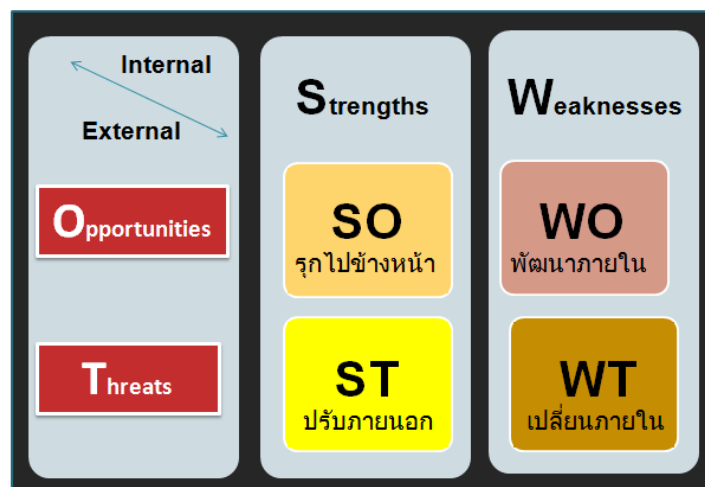 Internal
External
Strengths
Weaknesses
Opportunities
SO
รุกไปข้างหน้า
WO
พัฒนาภายใน
Threats
ST
ปรับภายนอก
WT
เปลี่ยนภายใน